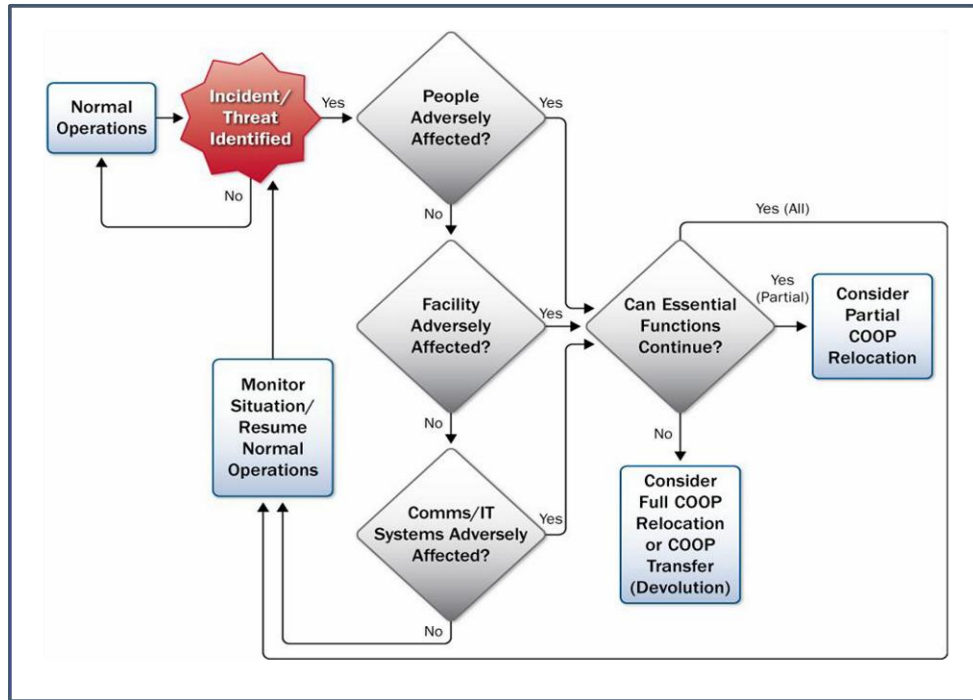 Normal
Operations
Incident/
Threat
Identified
Yes
No
People
Adversely
Affected?
Yes
No
Facility
Adversely
Affected?
Yes
No
Comms/IT
Systems Adversely
Affected?
Yes
No
Can Essential
Functions
Continue?
Yes (All)
Yes
(Partial)
No
Consider
Partial
COOP
Relocation
Consider
Full COOP
Relocation
or COOP
Transfer
(Devolution)
Monitor
Situation/
Resume
Normal
Operations